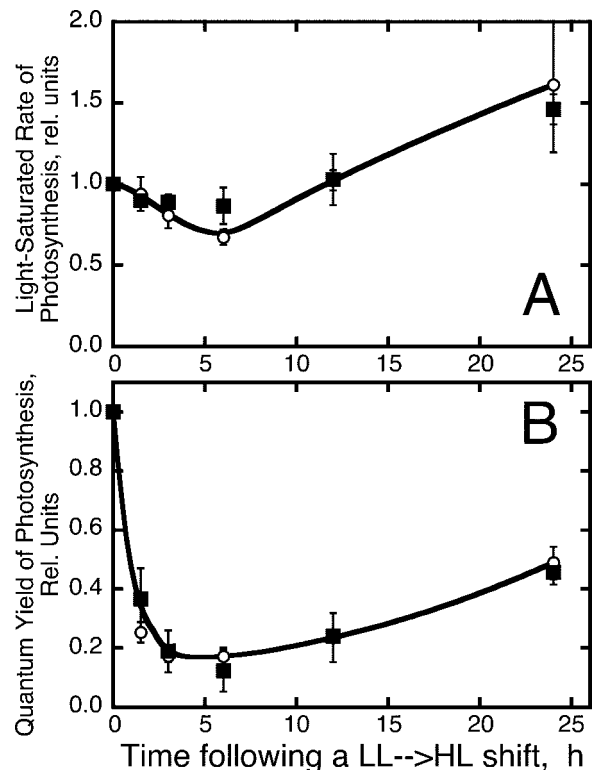 Light-Saturated Rate of
Photosynthesis, rel. units
2.0
1.5
1.0
0.5
0.0
A
0 5 10 15 20 25
Quantum Yield of Photosynthesis,
Rel. Units
1.0
0.8
0.6
0.4
0.2
0.0
B
0 5 10 15 20 25
Time following a LL-->HL shift, h